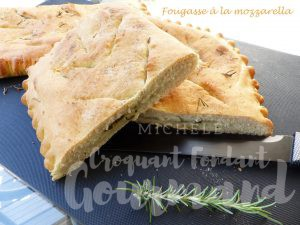 Fougasse à la mozzarella
MICHELE
Croquant Fondant
Gourmand